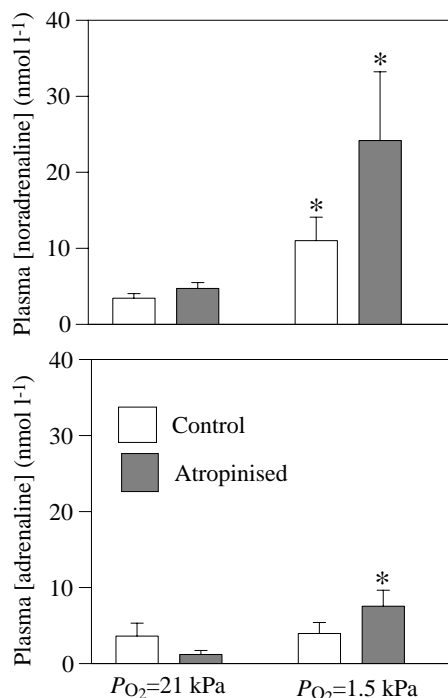 Plasma [noradrenaline] (nmol l-1)
40
30
20
10
0
*
*
Plasma [adrenaline] (nmol l-1)
40
30
20
10
0
Control
Atropinised
*
PO2=21 kPa
PO2=1.5 kPa